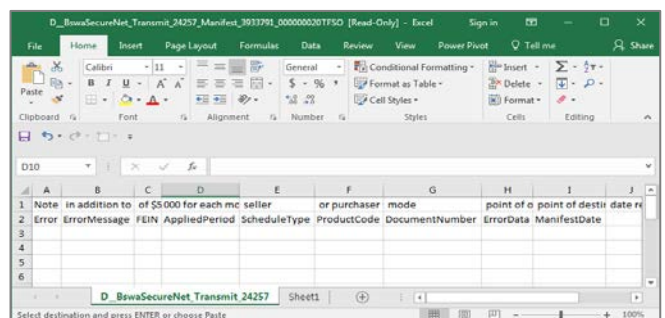 D__BswaSecureNet_Transmit_24257_Manifest_3933791_000000020TFSO [Read-Only] - Excel Sign in
File Home Insert Page Layout Formulas Data Review View Power Pivot Tell me Share
Calibri 11 General Conditional Formatting Insert
Paste B I U A A $ % , Format as Table Delete
A Cell Styles Format
Clipboard Font Alignment Number Styles Cells Editing
D10 fx
A B C D E F G H I J
1 Note in addition to of $5 000 for each mc seller or purchaser mode point of o point of destir date re
2 Error ErrorMessage FEIN AppliedPeriod ScheduleType ProductCode DocumentNumber ErrorData ManifestDate
3
4
5
6
D__BswaSecureNet_Transmit_24257 Sheet1
Select destination and press ENTER or choose Paste 100%